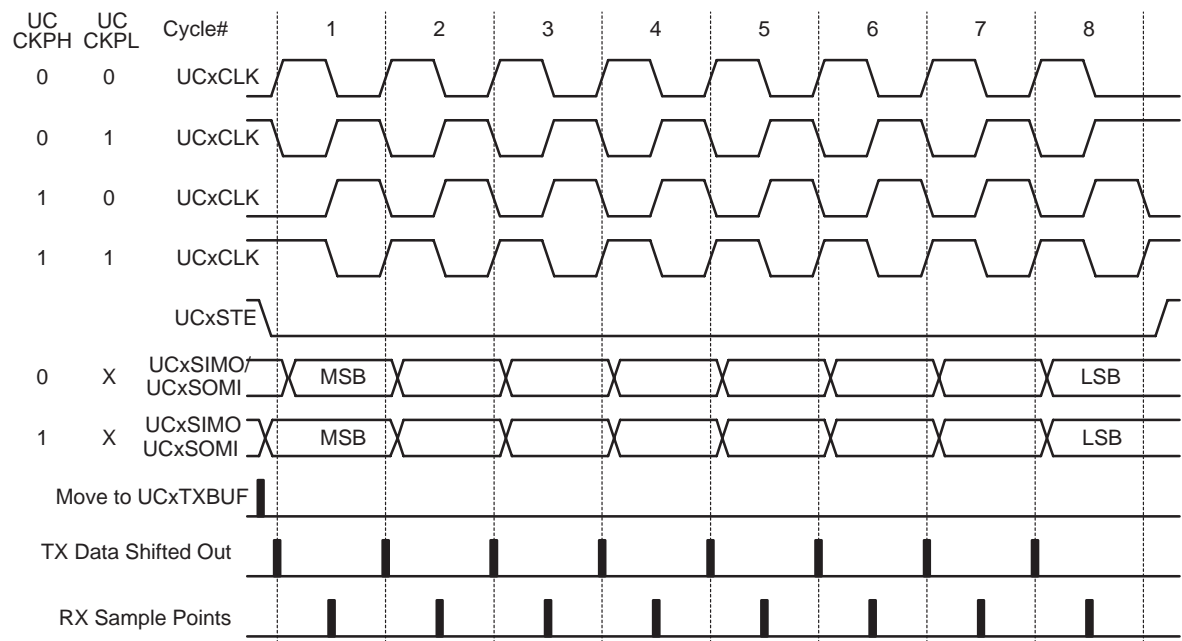 UC UC
CKPH CKPL Cycle# 1 2 3 4 5 6 7 8
0 0 UCxCLK
0 1 UCxCLK
1 0 UCxCLK
1 1 UCxCLK
UCxSTE
0 X UCxSIMO/
UCxSOMI MSB LSB
1 X UCxSIMO
UCxSOMI MSB LSB
Move to UCxTXBUF
TX Data Shifted Out
RX Sample Points